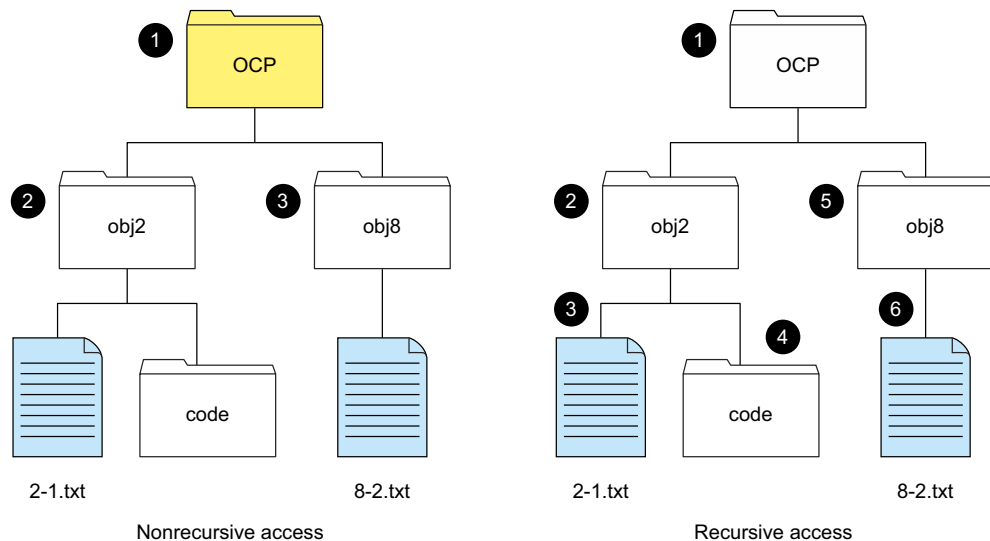 1
OCP
2
obj2
3
obj8
code
2-1.txt
8-2.txt
Nonrecursive access
1
OCP
2
obj2
5
obj8
3
4
6
code
2-1.txt
8-2.txt
Recursive access